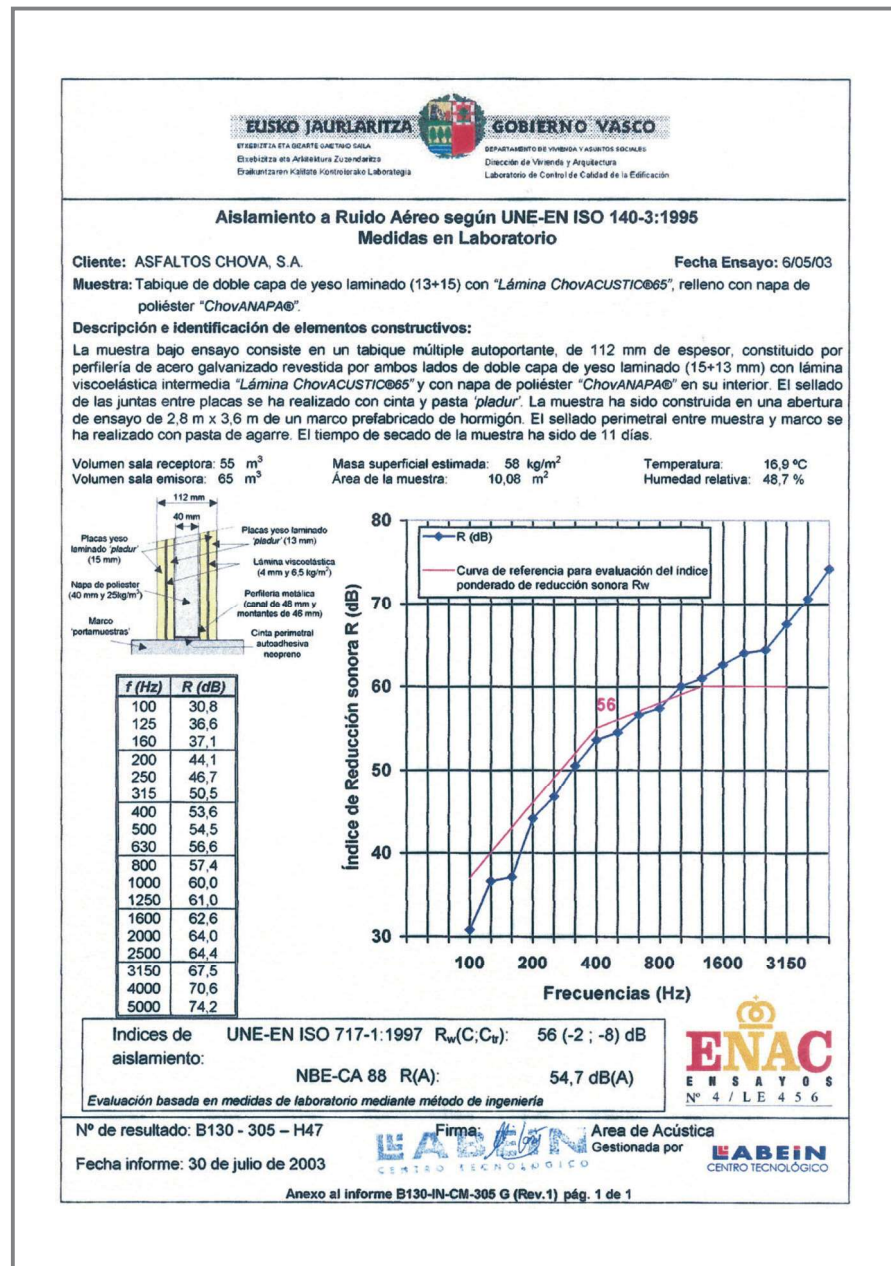 EUSKO JAURLARITZA
GOBIERNO VASCO
ETXEBIZITZA ETA GIZARTE GAIETAKO SAILA
Etxebizitza eta Arkitektura Zuzendaritza
Eraikuntzaren Kalitate Kontrolerako Laborategia
DEPARTAMENTO DE VIVIENDA Y ASUNTOS SOCIALES
Dirección de Vivienda y Arquitectura
Laboratorio de Control de Calidad de la Edificación
Aislamiento a Ruido Aéreo según UNE-EN ISO 140-3:1995
Medidas en Laboratorio
Cliente: ASFALTOS CHOVA, S.A.
Fecha Ensayo: 6/05/03
Muestra: Tabique de doble capa de yeso laminado (13+15) con "Lámina ChovACUSTIC®65", relleno con napa de
poliéster "ChovANAPA®".
Descripción e identificación de elementos constructivos:
La muestra bajo ensayo consiste en un tabique múltiple autoportante, de 112 mm de espesor, constituido por
perfilería de acero galvanizado revestida por ambos lados de doble capa de yeso laminado (15+13 mm) con lámina
viscoelástica intermedia "Lámina ChovACUSTIC®65" y con napa de poliéster "ChovANAPA®" en su interior. El sellado
de las juntas entre placas se ha realizado con cinta y pasta 'pladur'. La muestra ha sido construida en una abertura
de ensayo de 2,8 m x 3,6 m de un marco prefabricado de hormigón. El sellado perimetral entre muestra y marco se
ha realizado con pasta de agarre. El tiempo de secado de la muestra ha sido de 11 días.
Volumen sala receptora: 55 m³
Masa superficial estimada: 58 kg/m²
Temperatura: 16,9 ºC
Volumen sala emisora: 65 m³
Área de la muestra: 10,08 m²
Humedad relativa: 48,7 %
112 mm
40 mm
Placas yeso
laminado 'pladur'
(15 mm)
Placas yeso laminado
'pladur' (13 mm)
Lámina viscoelástica
(4 mm y 6,5 kg/m²)
Napa de poliester
(40 mm y 25kg/m³)
Perfilería metálica
(canal de 48 mm y
montantes de 46 mm)
Marco
'portamuestras'
Cinta perimetral
autoadhesiva
neopreno
f (Hz) R (dB)
100 30,8
125 36,6
160 37,1
200 44,1
250 46,7
315 50,5
400 53,6
500 54,5
630 56,6
800 57,4
1000 60,0
1250 61,0
1600 62,6
2000 64,0
2500 64,4
3150 67,5
4000 70,6
5000 74,2
Índice de Reducción sonora R (dB)
80
70
60
50
40
30
R (dB)
Curva de referencia para evaluación del índice
ponderado de reducción sonora Rw
56
100 200 400 800 1600 3150
Frecuencias (Hz)
Indices de
aislamiento:
UNE-EN ISO 717-1:1997 Rw(C;Ctr): 56 (-2 ; -8) dB
NBE-CA 88 R(A): 54,7 dB(A)
Evaluación basada en medidas de laboratorio mediante método de ingeniería
ENAC
ENSAYOS
Nº 4 / LE 456
Nº de resultado: B130 - 305 – H47
Fecha informe: 30 de julio de 2003
Firma:
LABEIN
CENTRO TECNOLOGICO
Area de Acústica
Gestionada por
LABEIN
CENTRO TECNOLÓGICO
Anexo al informe B130-IN-CM-305 G (Rev.1) pág. 1 de 1